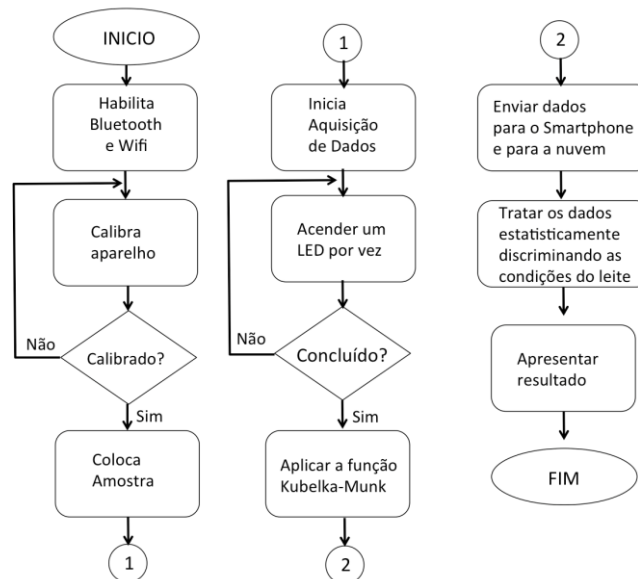 INICIO
Habilita
Bluetooth
e Wifi
Calibra
aparelho
Não
Calibrado?
Sim
Coloca
Amostra
1
1
Inicia
Aquisição
de Dados
Acender um
LED por vez
Não
Concluído?
Sim
Aplicar a função
Kubelka-Munk
2
2
Enviar dados
para o Smartphone
e para a nuvem
Tratar os dados
estatisticamente
discriminando as
condições do leite
Apresentar
resultado
FIM